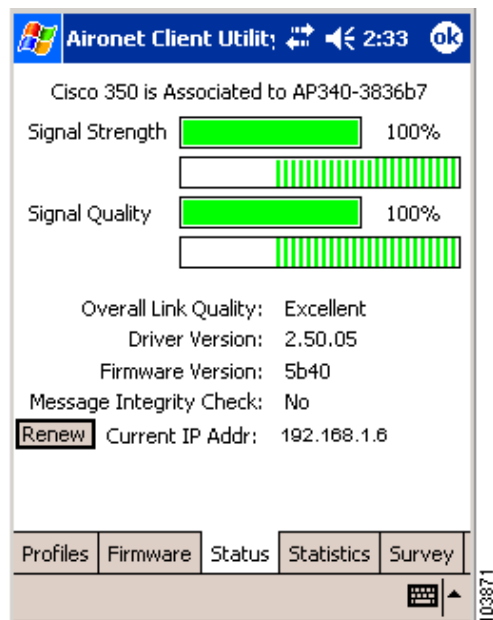 Aironet Client Utility 2:33 ok
Cisco 350 is Associated to AP340-3836b7
Signal Strength 100%
Signal Quality 100%
Overall Link Quality: Excellent
Driver Version: 2.50.05
Firmware Version: 5b40
Message Integrity Check: No
Renew Current IP Addr: 192.168.1.6
Profiles Firmware Status Statistics Survey
103871